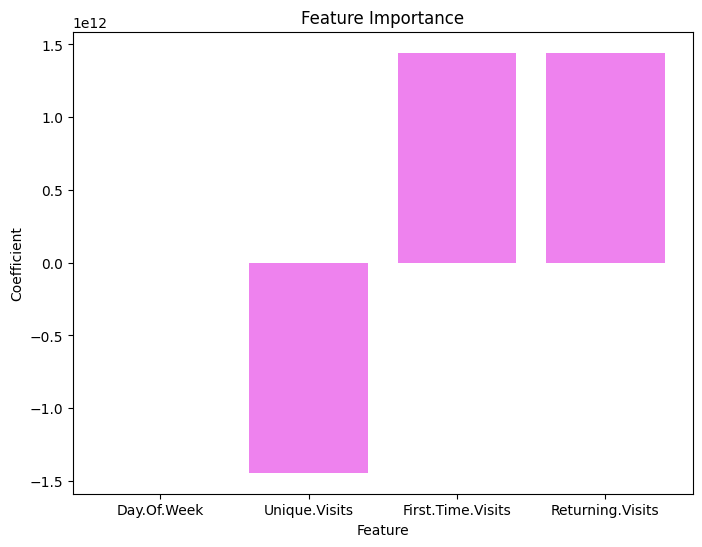 Feature Importance
1e12
1.5
1.0
0.5
0.0
−0.5
−1.0
−1.5
Coefficient
Day.Of.Week
Unique.Visits
First.Time.Visits
Returning.Visits
Feature